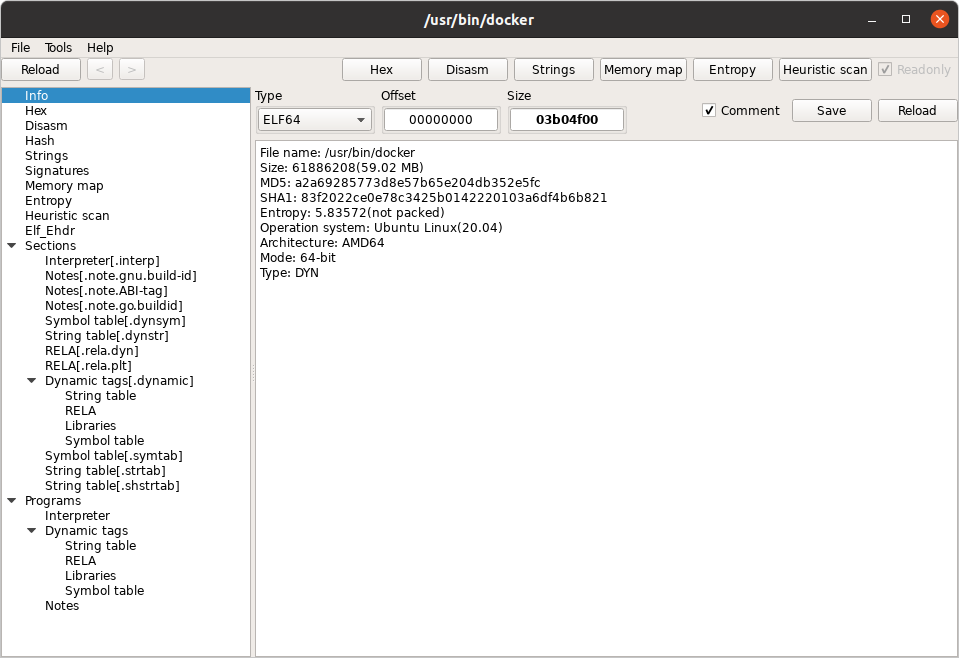 /usr/bin/docker
File Tools Help
Reload < > Hex Disasm Strings Memory map Entropy Heuristic scan Readonly
Info
Hex
Disasm
Hash
Strings
Signatures
Memory map
Entropy
Heuristic scan
Elf_Ehdr
Sections
Interpreter[.interp]
Notes[.note.gnu.build-id]
Notes[.note.ABI-tag]
Notes[.note.go.buildid]
Symbol table[.dynsym]
String table[.dynstr]
RELA[.rela.dyn]
RELA[.rela.plt]
Dynamic tags[.dynamic]
String table
RELA
Libraries
Symbol table
Symbol table[.symtab]
String table[.strtab]
String table[.shstrtab]
Programs
Interpreter
Dynamic tags
String table
RELA
Libraries
Symbol table
Notes
Type Offset Size
ELF64 00000000 03b04f00 Comment Save Reload
File name: /usr/bin/docker
Size: 61886208(59.02 MB)
MD5: a2a69285773d8e57b65e204db352e5fc
SHA1: 83f2022ce0e78c3425b0142220103a6df4b6b821
Entropy: 5.83572(not packed)
Operation system: Ubuntu Linux(20.04)
Architecture: AMD64
Mode: 64-bit
Type: DYN